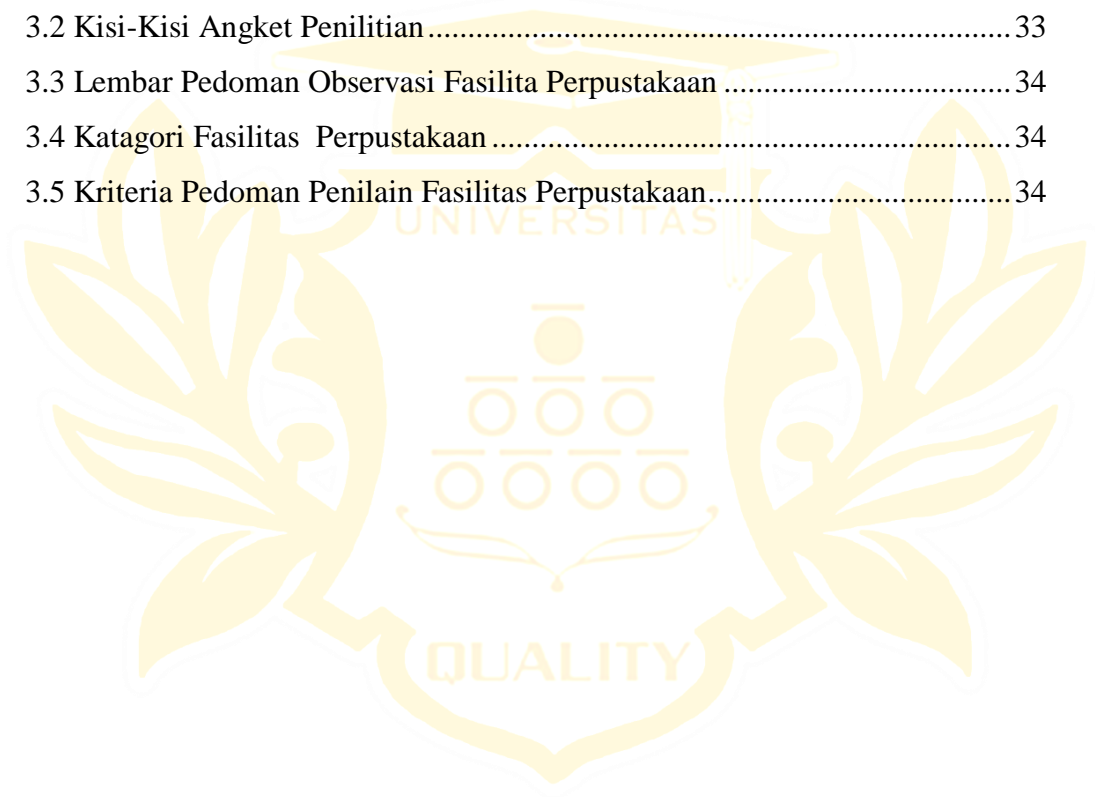 3.2 Kisi-Kisi Angket Penilitian.......................................................................33
3.3 Lembar Pedoman Observasi Fasilita Perpustakaan ...................................34
3.4 Katagori Fasilitas  Perpustakaan ...............................................................34
3.5 Kriteria Pedoman Penilain Fasilitas Perpustakaan.....................................34
UNIVERSITAS
QUALITY